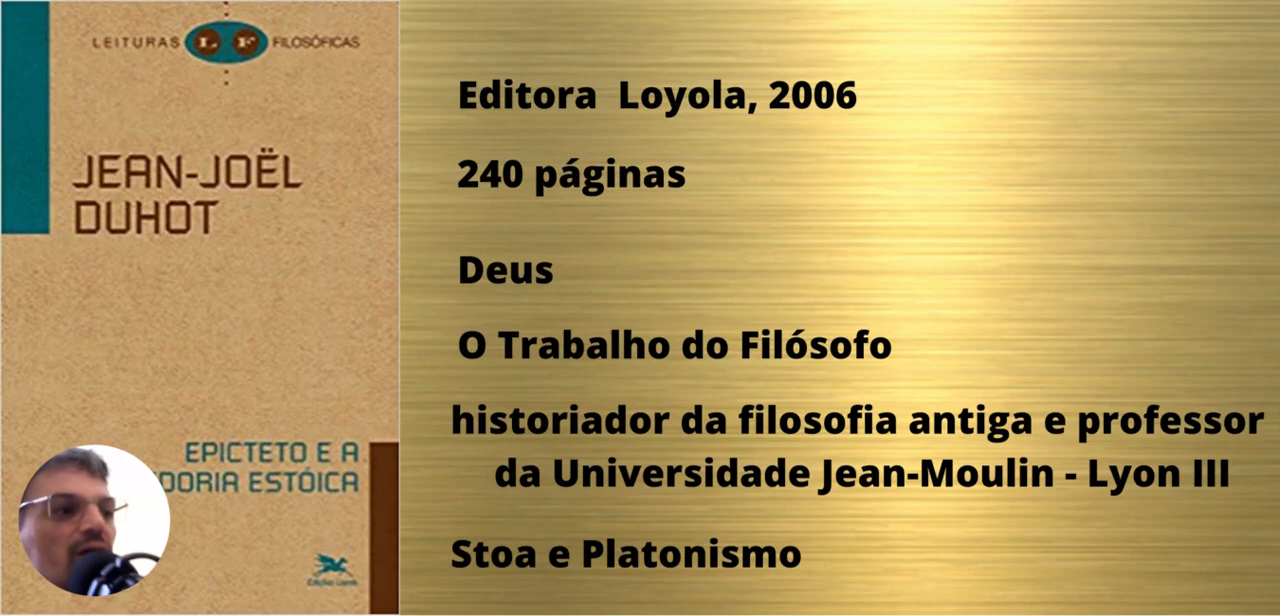 LEITURAS LF FILOSÓFICAS
JEAN-JOËL
DUHOT
EPICTETO E A
DORIA ESTÓICA
Edições Loyola
Editora Loyola, 2006
240 páginas
Deus
O Trabalho do Filósofo
historiador da filosofia antiga e professor
da Universidade Jean-Moulin - Lyon III
Stoa e Platonismo